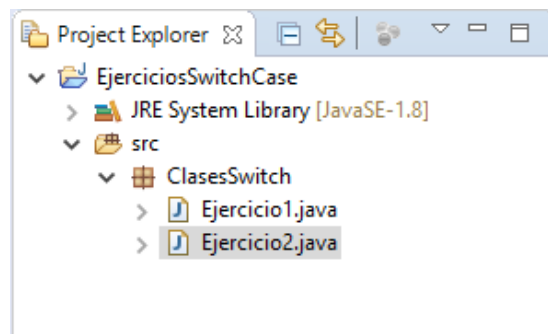 Project Explorer
EjerciciosSwitchCase
JRE System Library [JavaSE-1.8]
src
ClasesSwitch
Ejercicio1.java
Ejercicio2.java